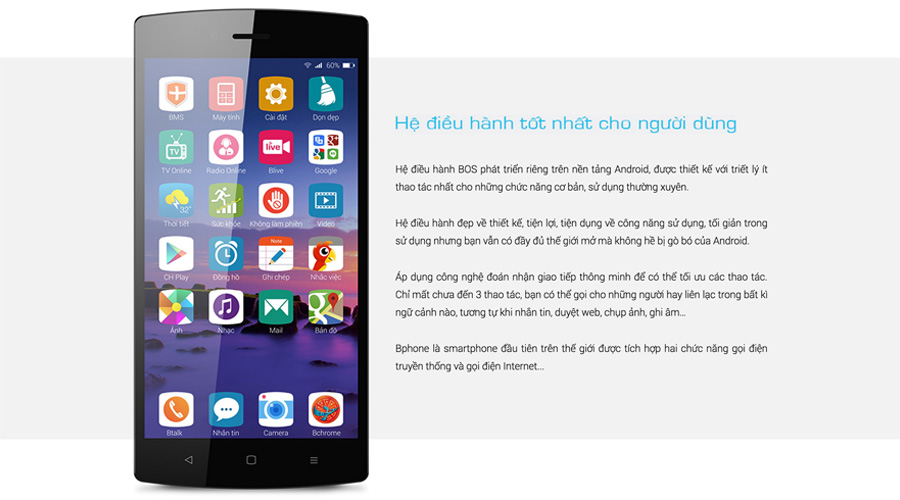 60%
BMS Máy tính Cài đặt Dọn dẹp
TV
live
TV Online Radio Online Blive Google
32°
Thời tiết Sức khỏe Không làm phiền Video
Note
CH Play Đồng hồ Ghi chép Nhắc việc
Ảnh Nhạc Mail Bản đồ
Btalk Nhắn tin Camera Bchrome
Hệ điều hành tốt nhất cho người dùng
Hệ điều hành BOS phát triển riêng trên nền tảng Android, được thiết kế với triết lý ít
thao tác nhất cho những chức năng cơ bản, sử dụng thường xuyên.
Hệ điều hành đẹp về thiết kế, tiện lợi, tiện dụng về công năng sử dụng, tối giản trong
sử dụng nhưng bạn vẫn có đầy đủ thế giới mở mà không hề bị gò bó của Android.
Áp dụng công nghệ đoán nhận giao tiếp thông minh để có thể tối ưu các thao tác.
Chỉ mất chưa đến 3 thao tác, bạn có thể gọi cho những người hay liên lạc trong bất kì
ngữ cảnh nào, tương tự khi nhắn tin, duyệt web, chụp ảnh, ghi âm...
Bphone là smartphone đầu tiên trên thế giới được tích hợp hai chức năng gọi điện
truyền thống và gọi điện Internet...